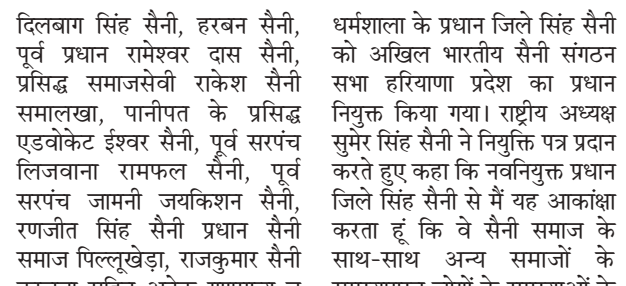 दिलबाग सिंह सैनी, हरबन सैनी,
पूर्व प्रधान रामेश्वर दास सैनी,
प्रसिद्ध समाजसेवी राकेश सैनी
समालखा, पानीपत के प्रसिद्ध
एडवोकेट ईश्वर सैनी, पूर्व सरपंच
लिजवाना रामफल सैनी, पूर्व
सरपंच जामनी जयकिशन सैनी,
रणजीत सिंह सैनी प्रधान सैनी
समाज पिल्लूखेड़ा, राजकुमार सैनी
धर्मशाला के प्रधान जिले सिंह सैनी
को अखिल भारतीय सैनी संगठन
सभा हरियाणा प्रदेश का प्रधान
नियुक्त किया गया। राष्ट्रीय अध्यक्ष
सुमेर सिंह सैनी ने नियुक्ति पत्र प्रदान
करते हुए कहा कि नवनियुक्त प्रधान
जिले सिंह सैनी से मैं यह आकांक्षा
करता हूं कि वे सैनी समाज के
साथ-साथ अन्य समाजों के